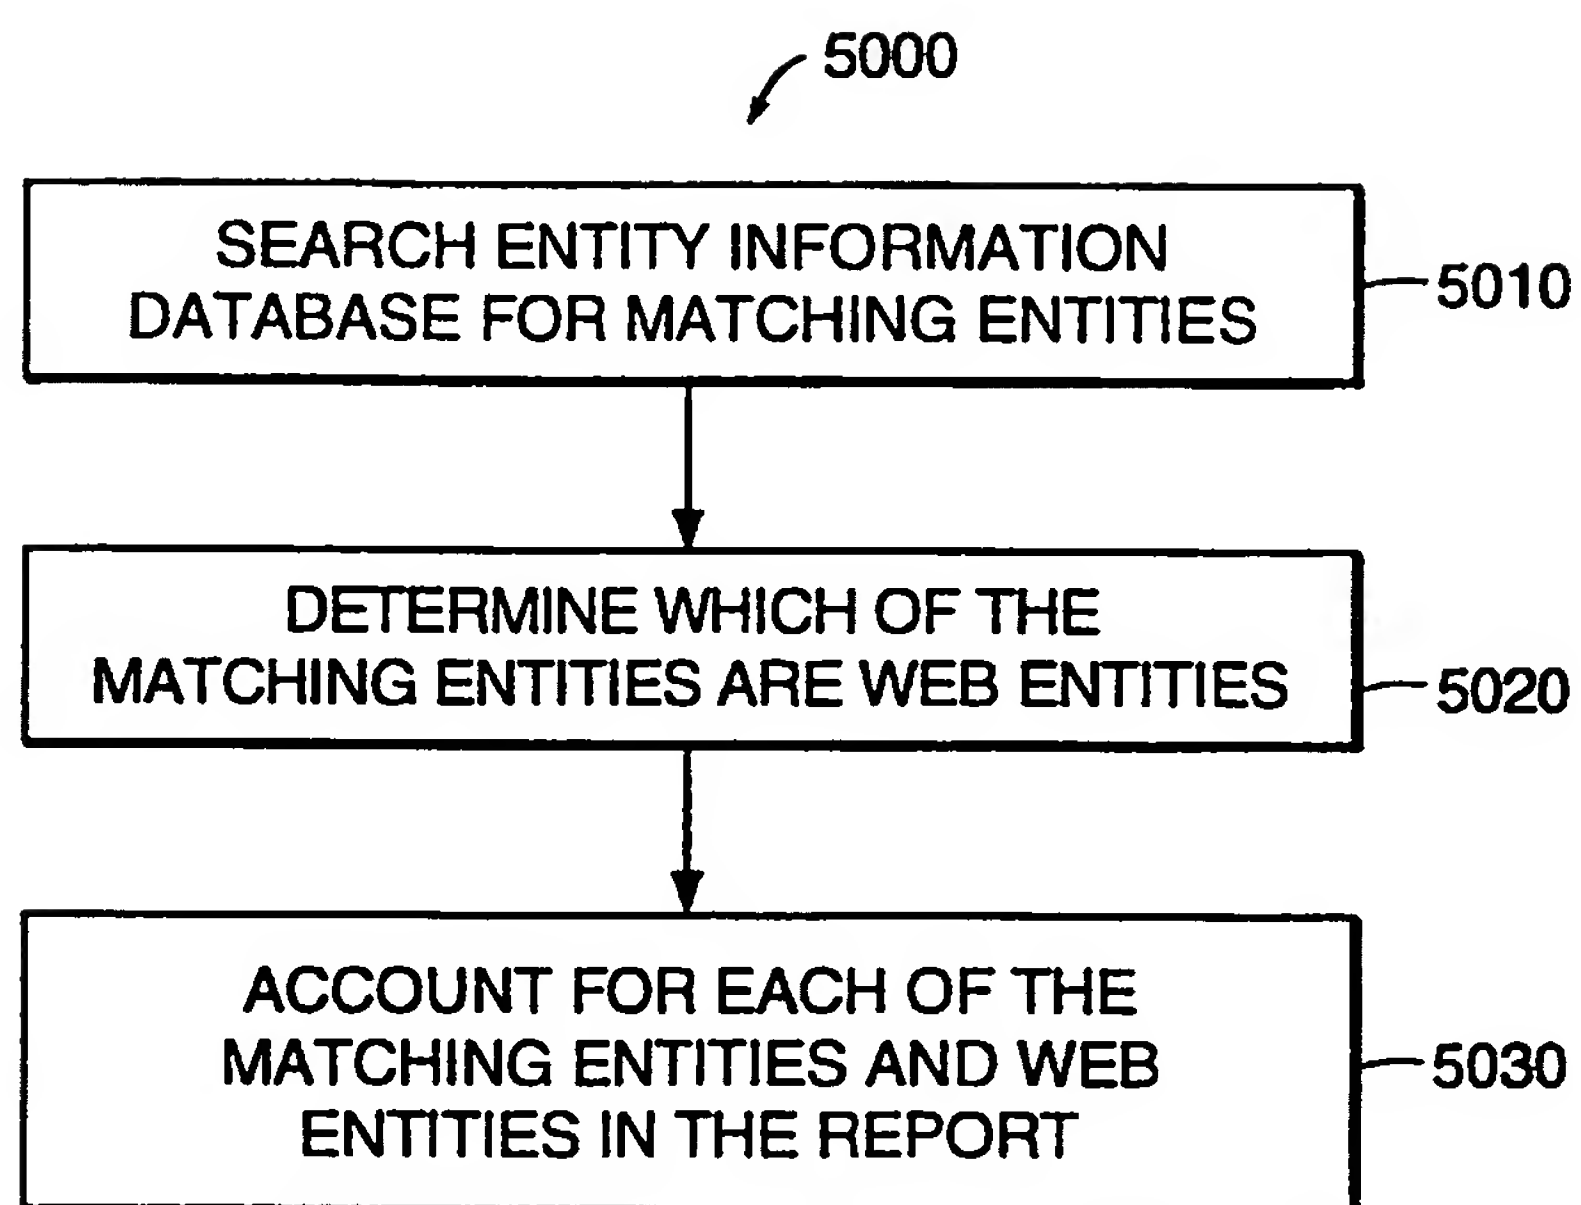 5000
SEARCH ENTITY INFORMATION
DATABASE FOR MATCHING ENTITIES
5010
DETERMINE WHICH OF THE
MATCHING ENTITIES ARE WEB ENTITIES
5020
ACCOUNT FOR EACH OF THE
MATCHING ENTITIES AND WEB
ENTITIES IN THE REPORT
5030